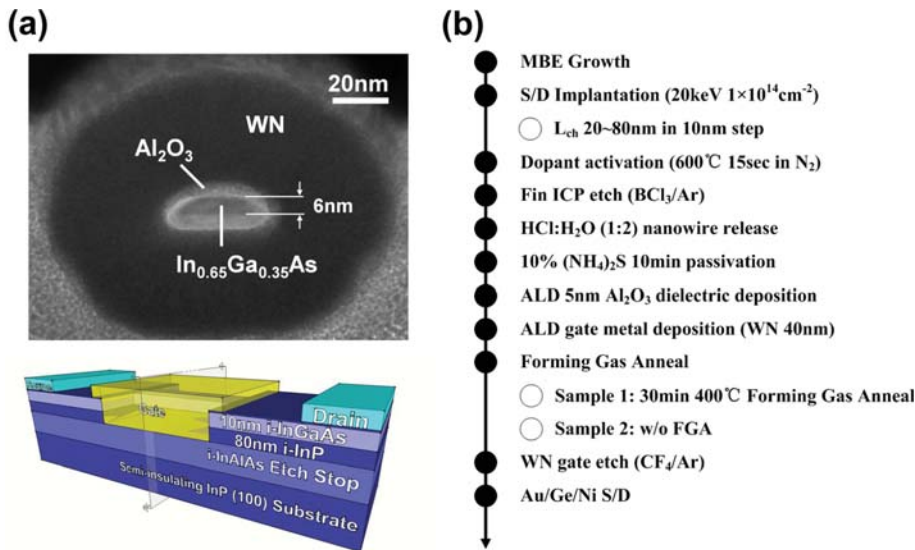 (a)
20nm
WN
Al₂O₃
6nm
In₀.₆₅Ga₀.₃₅As
Gate
Drain
10nm i-InGaAs
80nm i-InP
i-InAlAs Etch Stop
Semi-insulating InP (100) Substrate
(b)
MBE Growth
S/D Implantation (20keV 1×10¹⁴cm⁻²)
L_ch 20~80nm in 10nm step
Dopant activation (600℃ 15sec in N₂)
Fin ICP etch (BCl₃/Ar)
HCl:H₂O (1:2) nanowire release
10% (NH₄)₂S 10min passivation
ALD 5nm Al₂O₃ dielectric deposition
ALD gate metal deposition (WN 40nm)
Forming Gas Anneal
Sample 1: 30min 400℃ Forming Gas Anneal
Sample 2: w/o FGA
WN gate etch (CF₄/Ar)
Au/Ge/Ni S/D